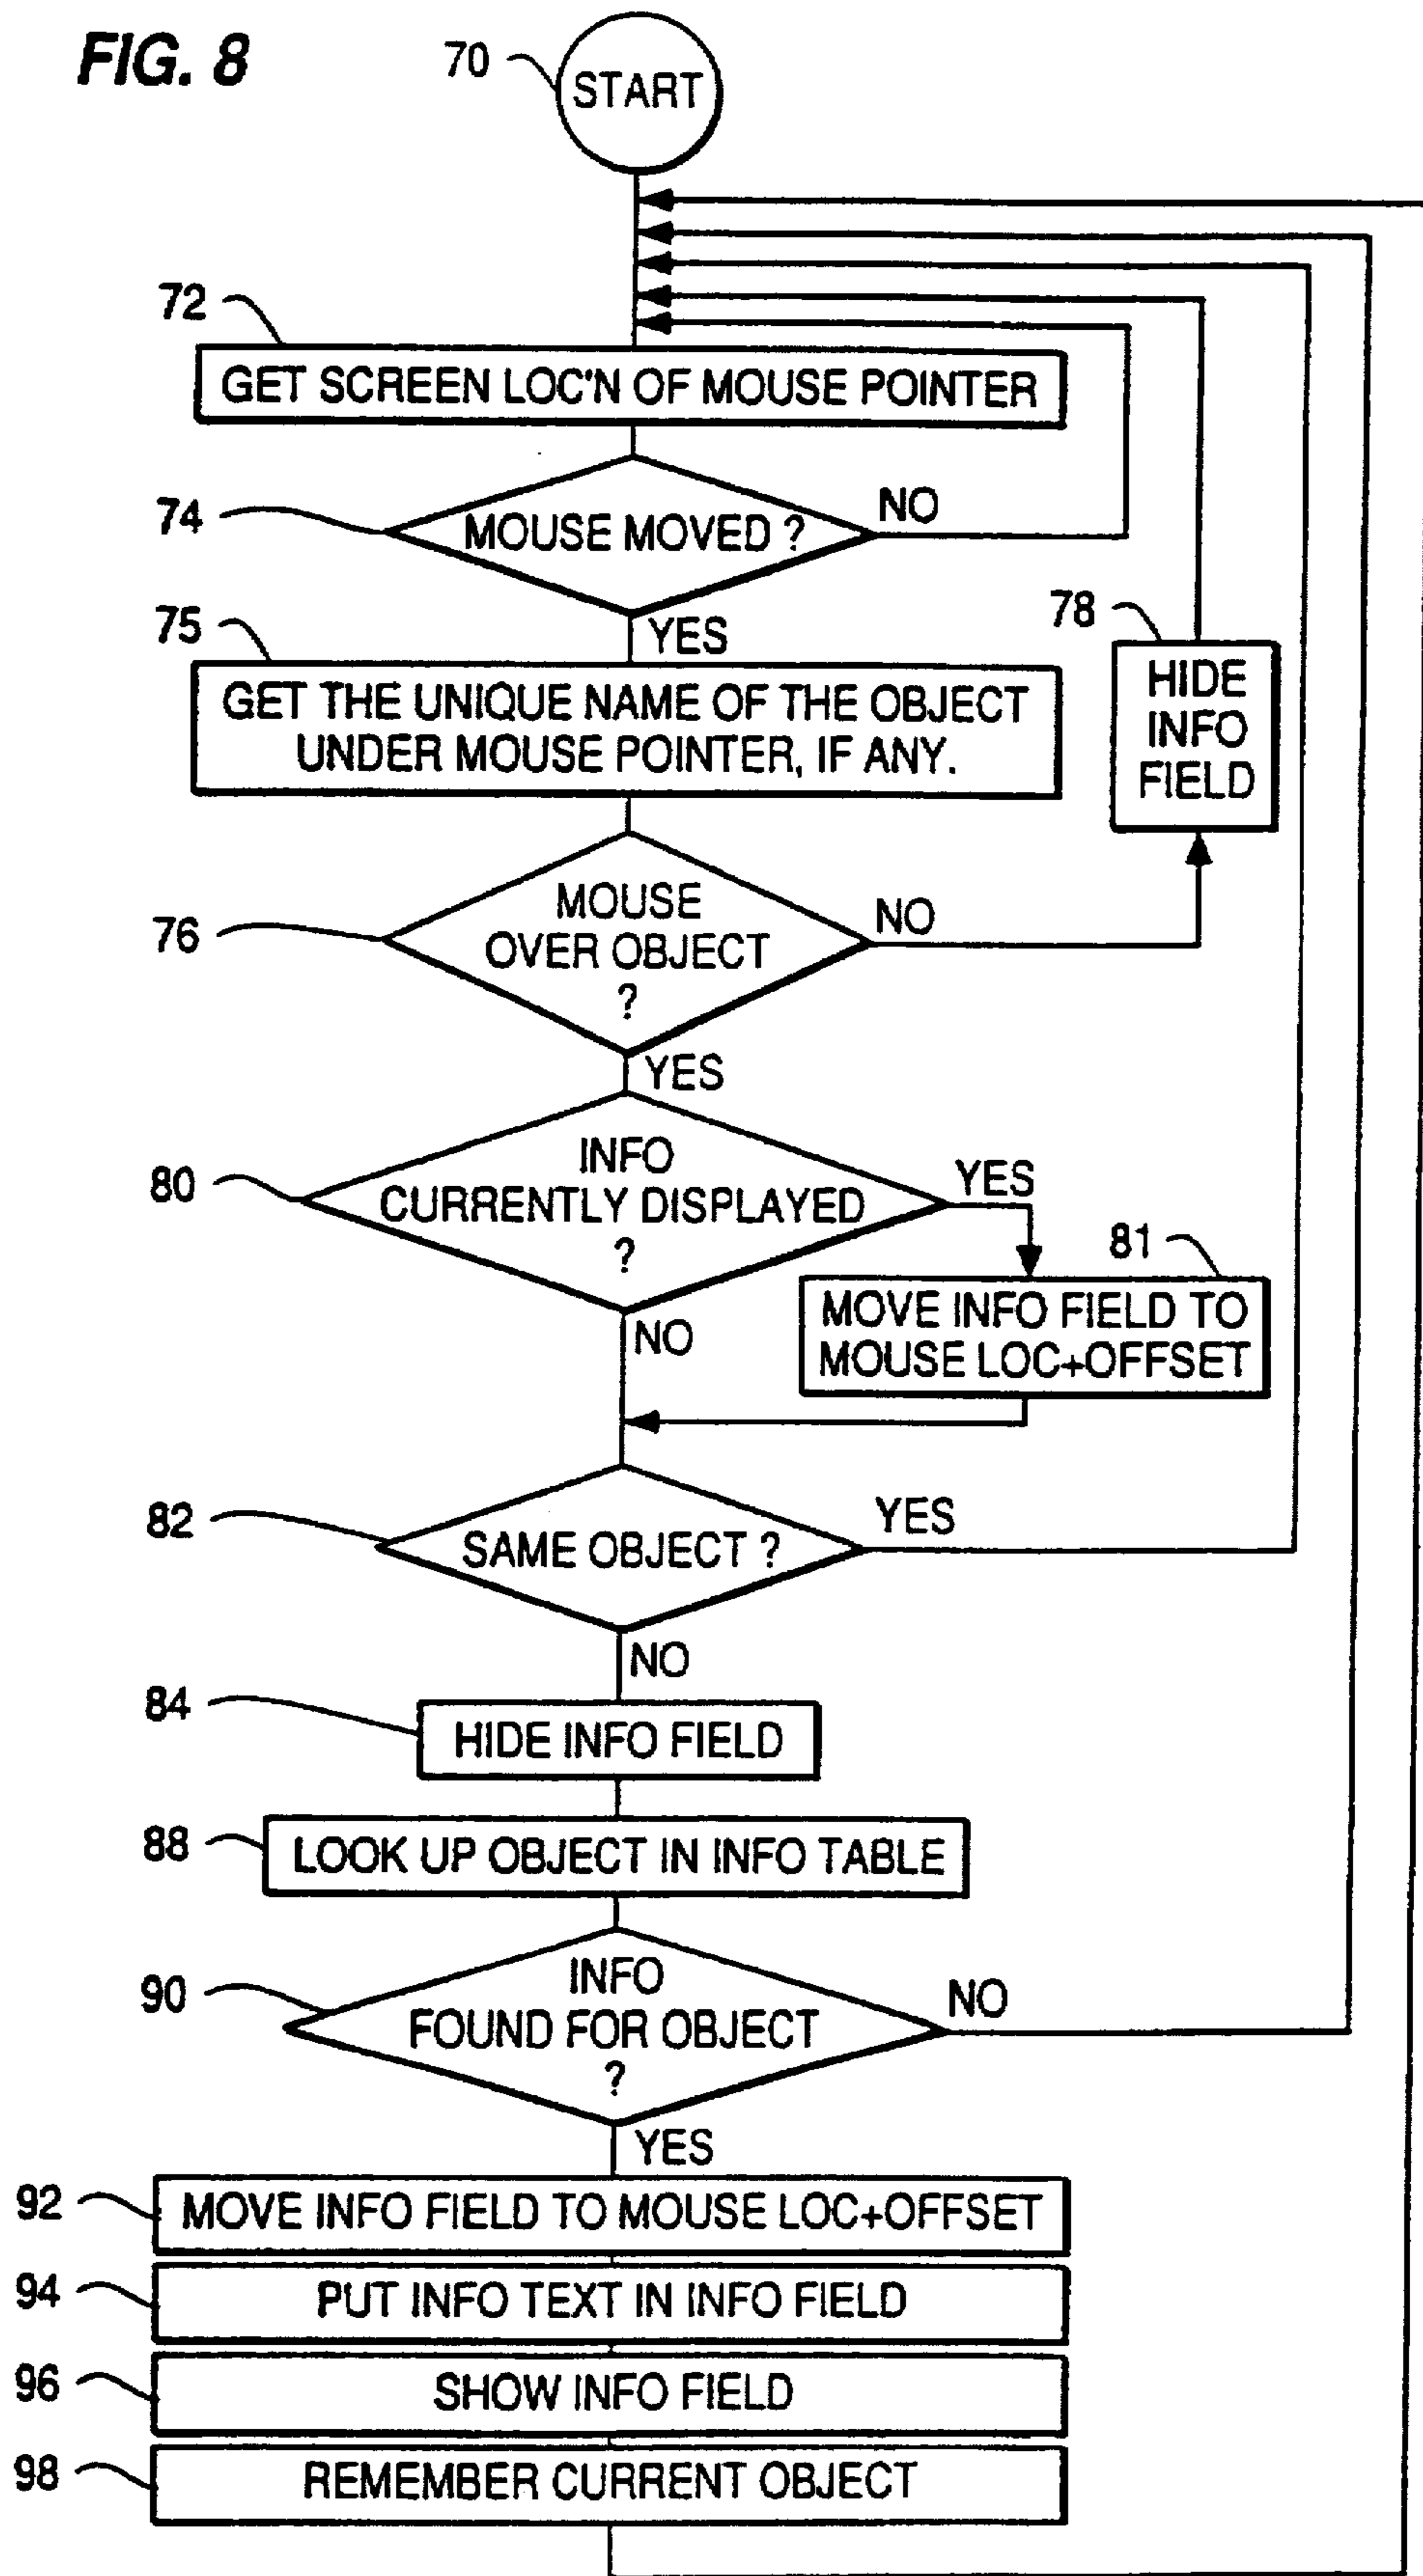 FIG. 8
70
START
72
GET SCREEN LOC'N OF MOUSE POINTER
74
MOUSE MOVED ?
NO
YES
75
GET THE UNIQUE NAME OF THE OBJECT
UNDER MOUSE POINTER, IF ANY.
78
HIDE
INFO
FIELD
76
MOUSE
OVER OBJECT
?
NO
YES
80
INFO
CURRENTLY DISPLAYED
?
YES
NO
81
MOVE INFO FIELD TO
MOUSE LOC+OFFSET
82
SAME OBJECT ?
YES
NO
84
HIDE INFO FIELD
88
LOOK UP OBJECT IN INFO TABLE
90
INFO
FOUND FOR OBJECT
?
NO
YES
92
MOVE INFO FIELD TO MOUSE LOC+OFFSET
94
PUT INFO TEXT IN INFO FIELD
96
SHOW INFO FIELD
98
REMEMBER CURRENT OBJECT